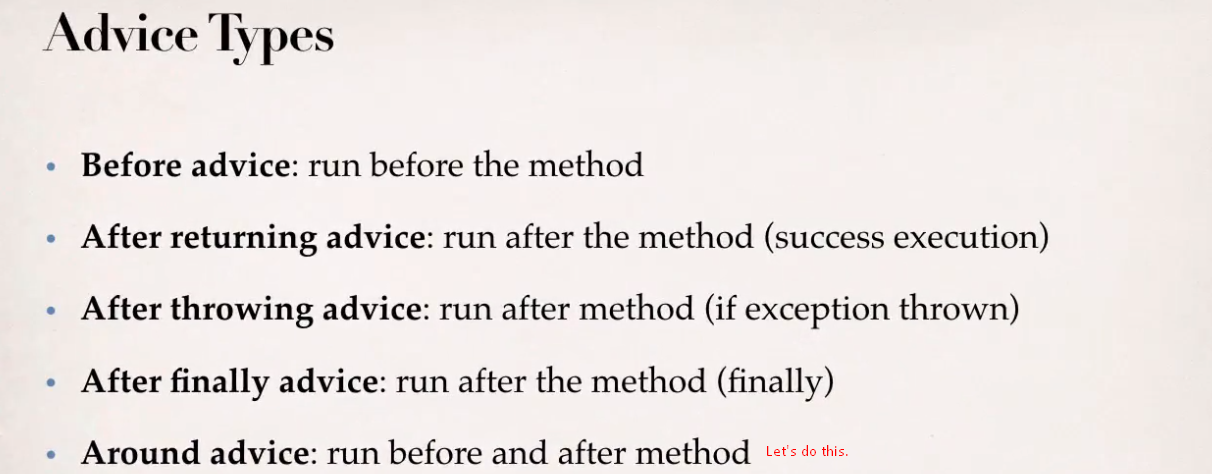 Advice Types
• Before advice: run before the method
• After returning advice: run after the method (success execution)
• After throwing advice: run after method (if exception thrown)
• After finally advice: run after the method (finally)
• Around advice: run before and after method Let's do this.